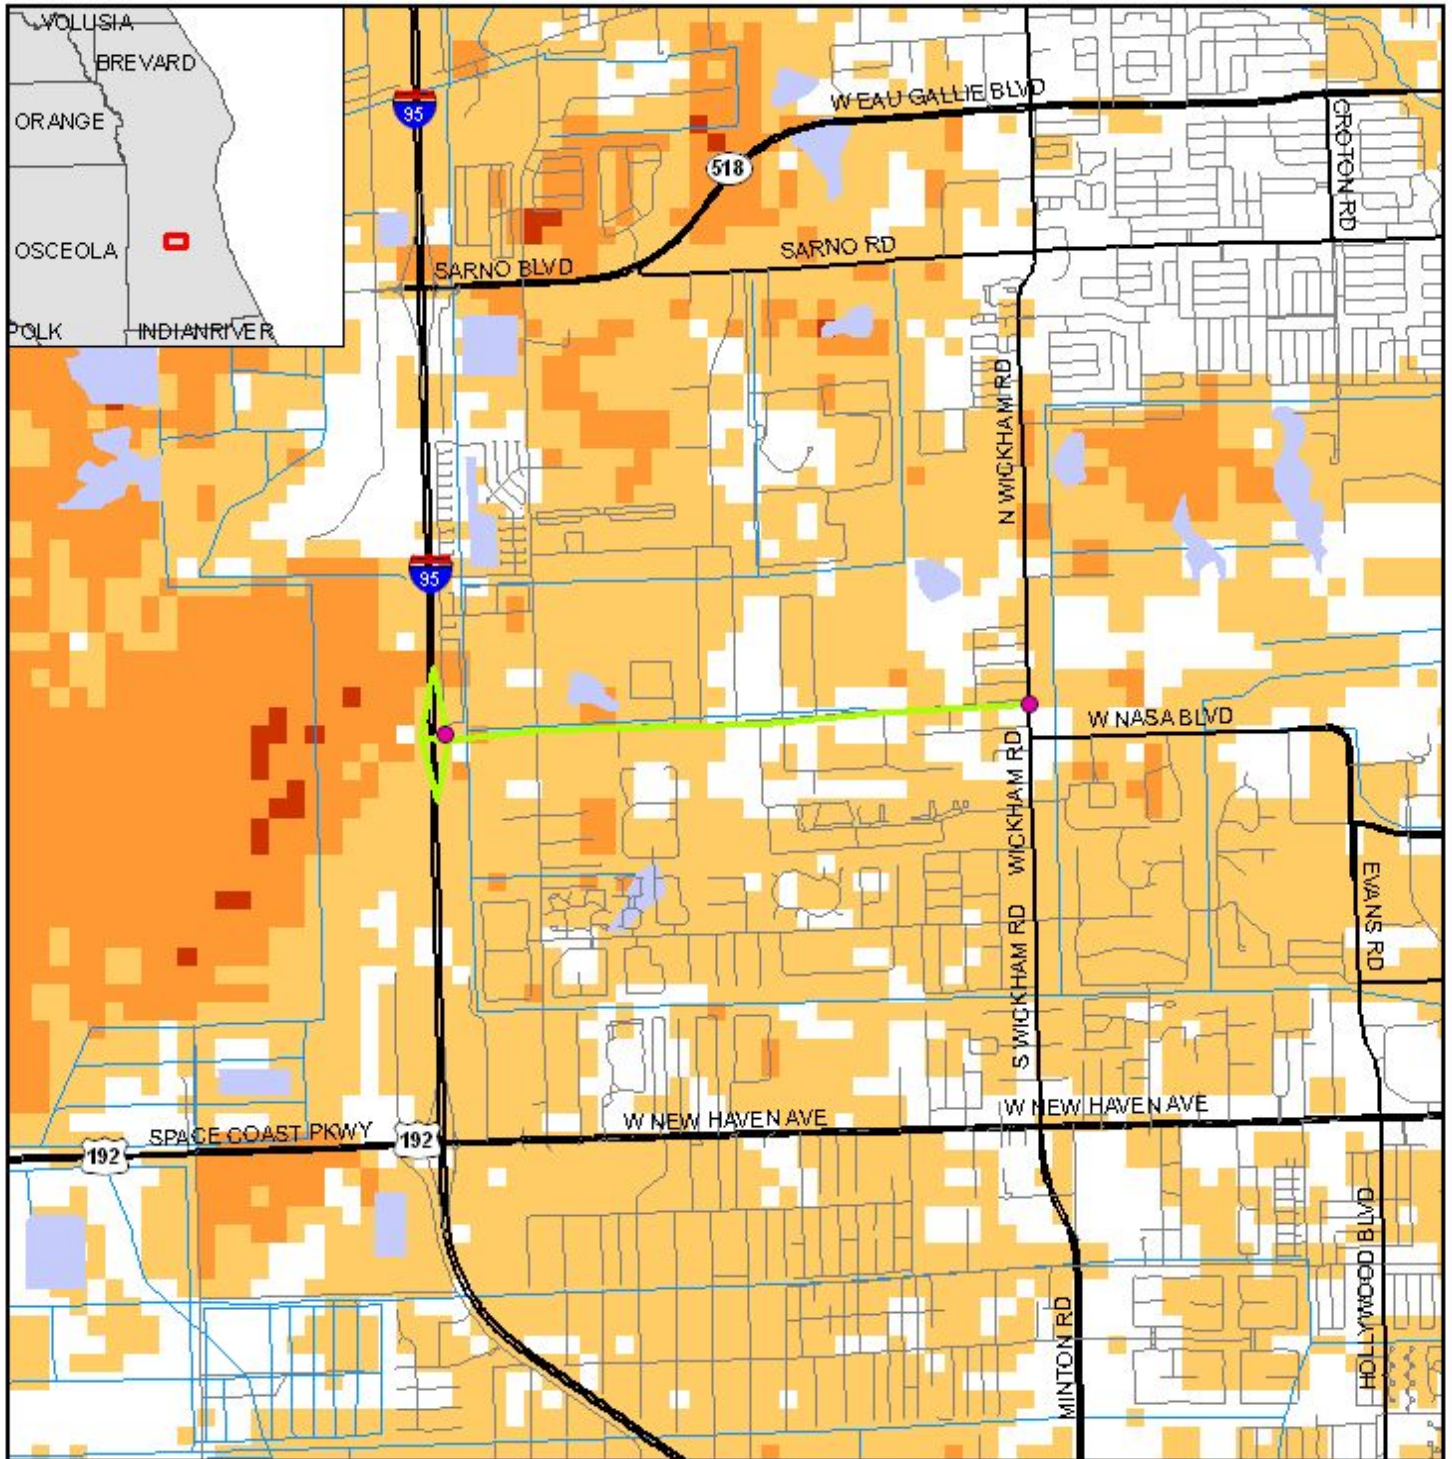 VOLUSIA
BREVARD
ORANGE
OSCEOLA
POLK
INDIANRIVER
95
W EAU GALLIE BLVD
CROTON RD
518
SARNO RD
SARNO BLVD
N WICKHAM RD
95
W NASA BLVD
WICKHAM RD
EVANS RD
S WICKHAM RD
W NEW HAVEN AVE
W NEW HAVEN AVE
SPACE COAST PKWY
192
192
HOLLYWOOD BLVD
MINTON RD